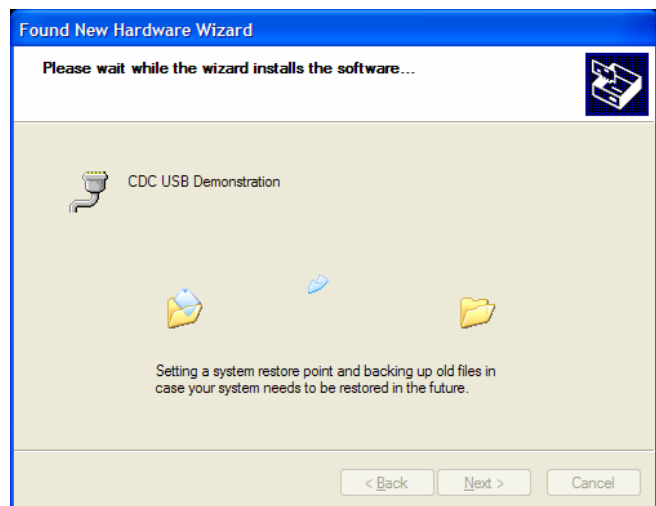 Found New Hardware Wizard
Please wait while the wizard installs the software...
CDC USB Demonstration
Setting a system restore point and backing up old files in
case your system needs to be restored in the future.
< Back Next > Cancel